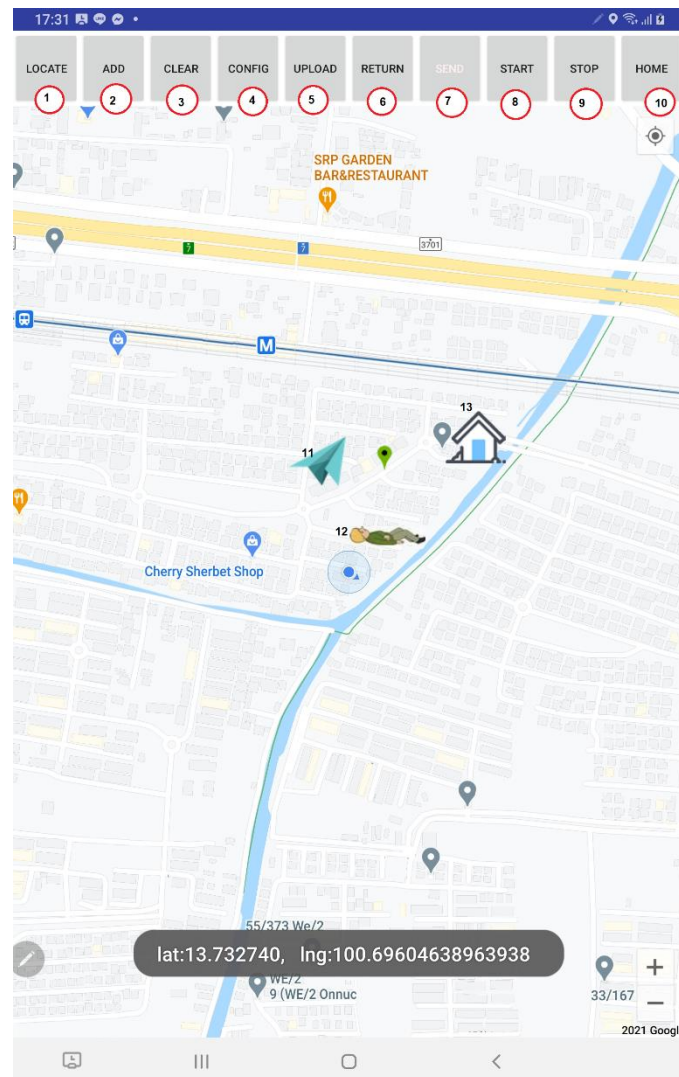 17:31
LOCATE ADD CLEAR CONFIG UPLOAD RETURN SEND START STOP HOME
1 2 3 4 5 6 7 8 9 10
SRP GARDEN
BAR&RESTAURANT
7 7 3701
M
13
11
12
Cherry Sherbet Shop
55/373 We/2
lat:13.732740, lng:100.69604638963938
WE/2
9 (WE/2 Onnuc
33/167
2021 Googl